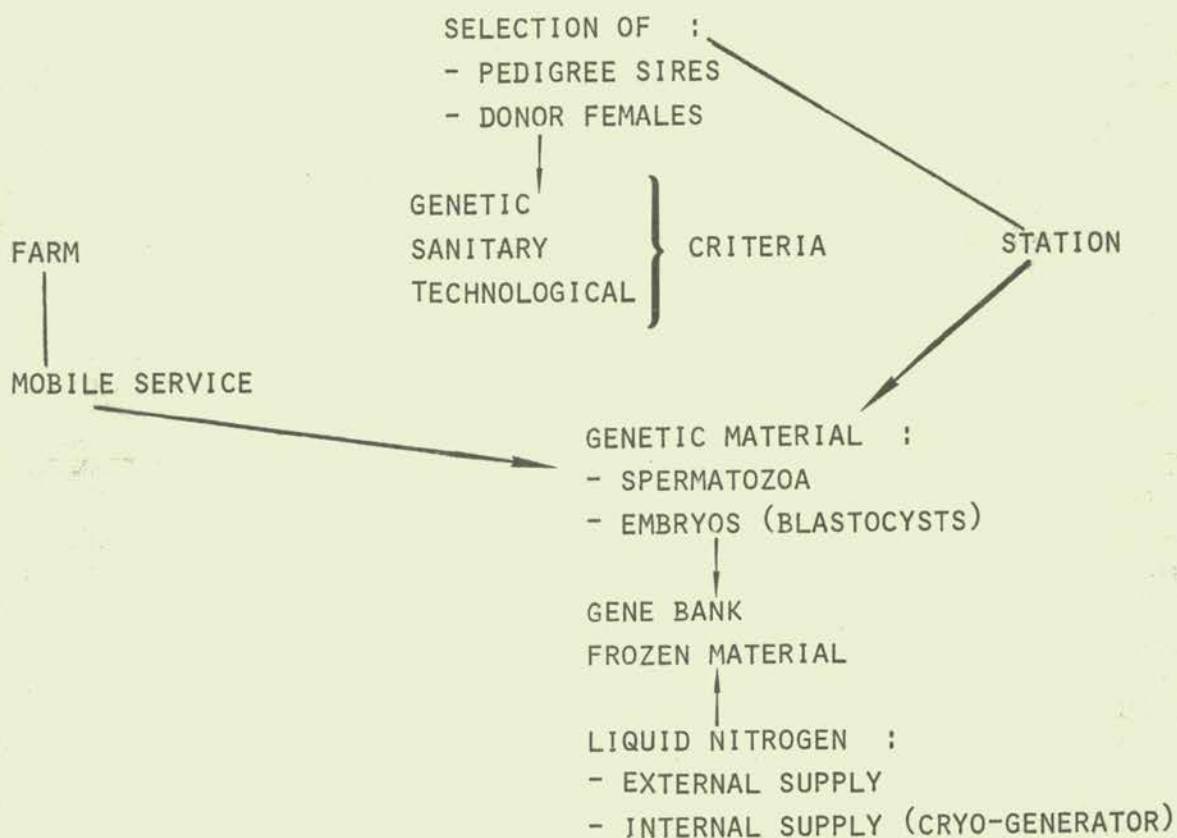 SELECTION OF :
- PEDIGREE SIRES
- DONOR FEMALES
GENETIC
SANITARY
TECHNOLOGICAL
CRITERIA
FARM
STATION
MOBILE SERVICE
GENETIC MATERIAL :
- SPERMATOZOA
- EMBRYOS (BLASTOCYSTS)
GENE BANK
FROZEN MATERIAL
LIQUID NITROGEN :
- EXTERNAL SUPPLY
- INTERNAL SUPPLY (CRYO-GENERATOR)